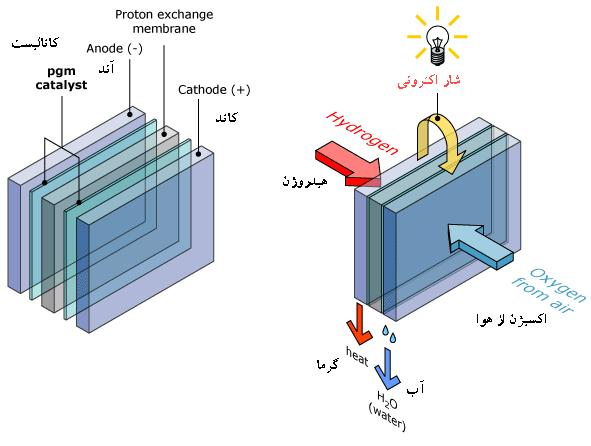 Proton exchange
membrane
کاتالیست
Anode (-)
آند
pgm
catalyst
Cathode (+)
کاتد
شار اکترونی
Hydrogen
هیدروژن
Oxygen
from air
اکسیژن از هوا
heat
گرما
آب
H₂O
(water)